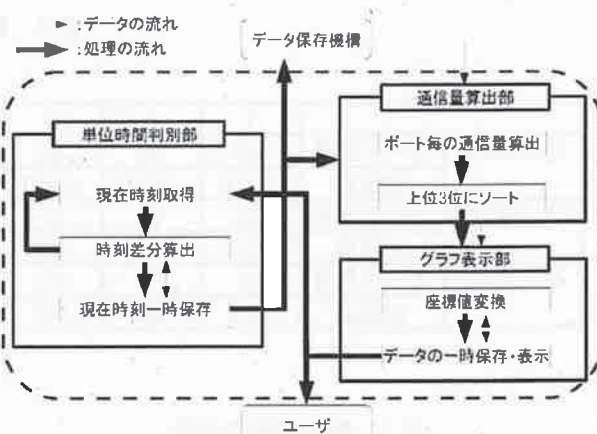 :データの流れ
:処理の流れ
データ保存機構
通信量算出部
ポート毎の通信量算出
上位3位にソート
単位時間判別部
現在時刻取得
時刻差分算出
現在時刻一時保存
グラフ表示部
座標値変換
データの一時保存・表示
ユーザ